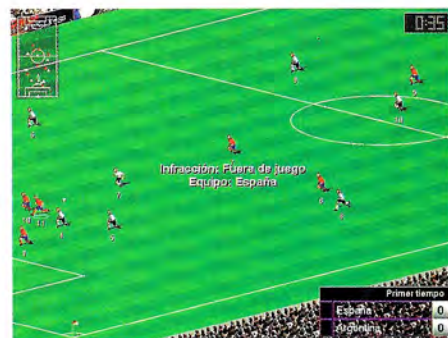 0:35
Infracción: Fuera de juego
Equipo: España
Primer tiempo
España 0
Argentina 0